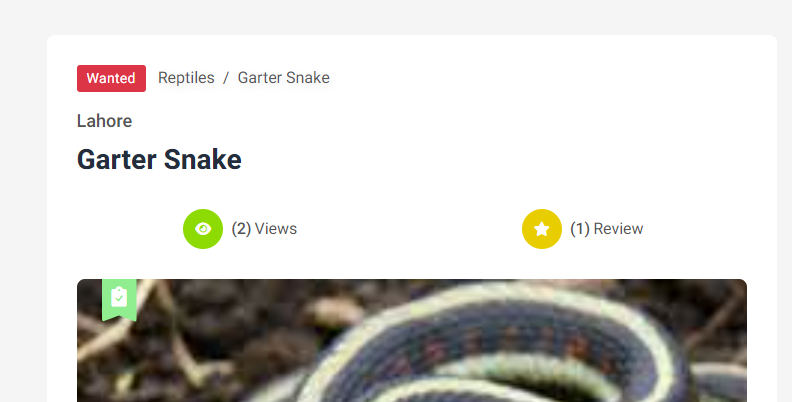 Wanted Reptiles / Garter Snake
Lahore
Garter Snake
(2) Views (1) Review